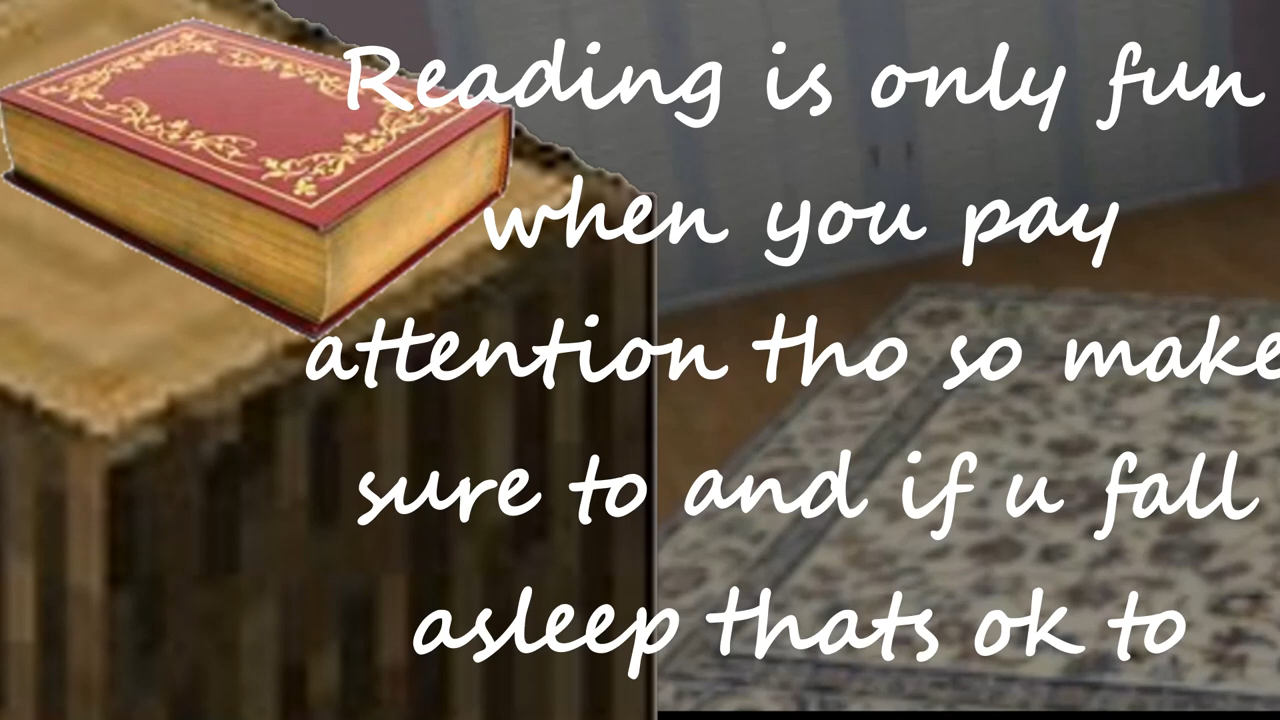 Reading is only fun
when you pay
attention tho so make
sure to and if u fall
asleep thats ok to